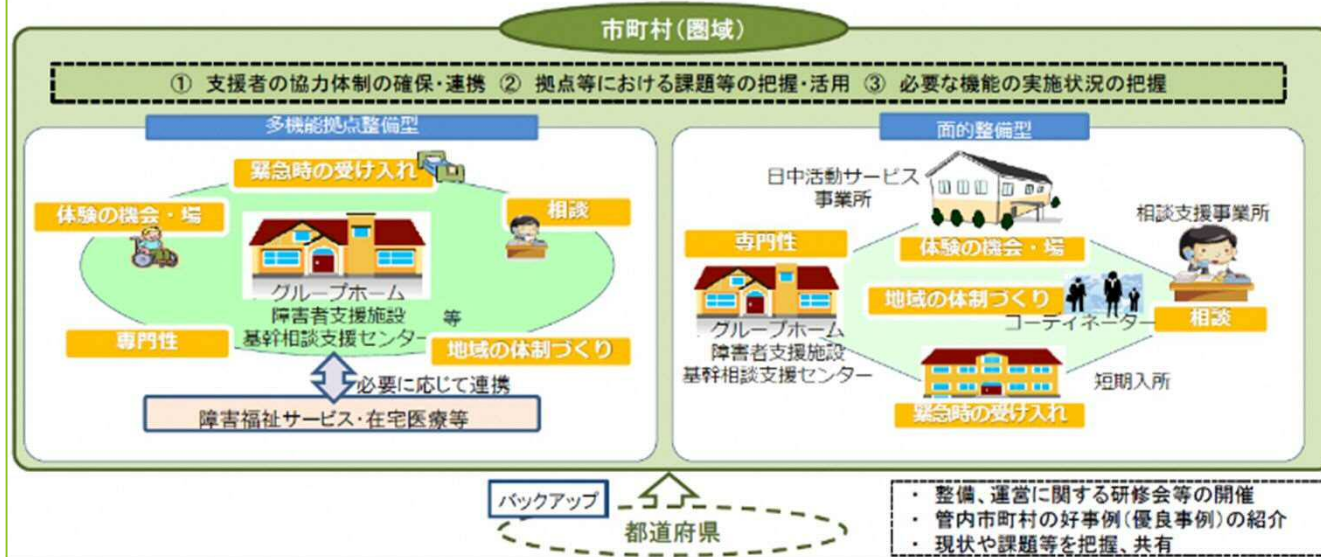 市町村(圏域)
① 支援者の協力体制の確保・連携 ② 拠点等における課題等の把握・活用 ③ 必要な機能の実施状況の把握
多機能拠点整備型
緊急時の受け入れ
体験の機会・場
相談
グループホーム
障害者支援施設 等
基幹相談支援センター
専門性
地域の体制づくり
必要に応じて連携
障害福祉サービス・在宅医療等
面的整備型
日中活動サービス
事業所
相談支援事業所
専門性
体験の機会・場
地域の体制づくり
コーディネーター
相談
グループホーム
障害者支援施設
基幹相談支援センター
短期入所
緊急時の受け入れ
バックアップ
都道府県
・ 整備、運営に関する研修会等の開催
・ 管内市町村の好事例(優良事例)の紹介
・ 現状や課題等を把握、共有